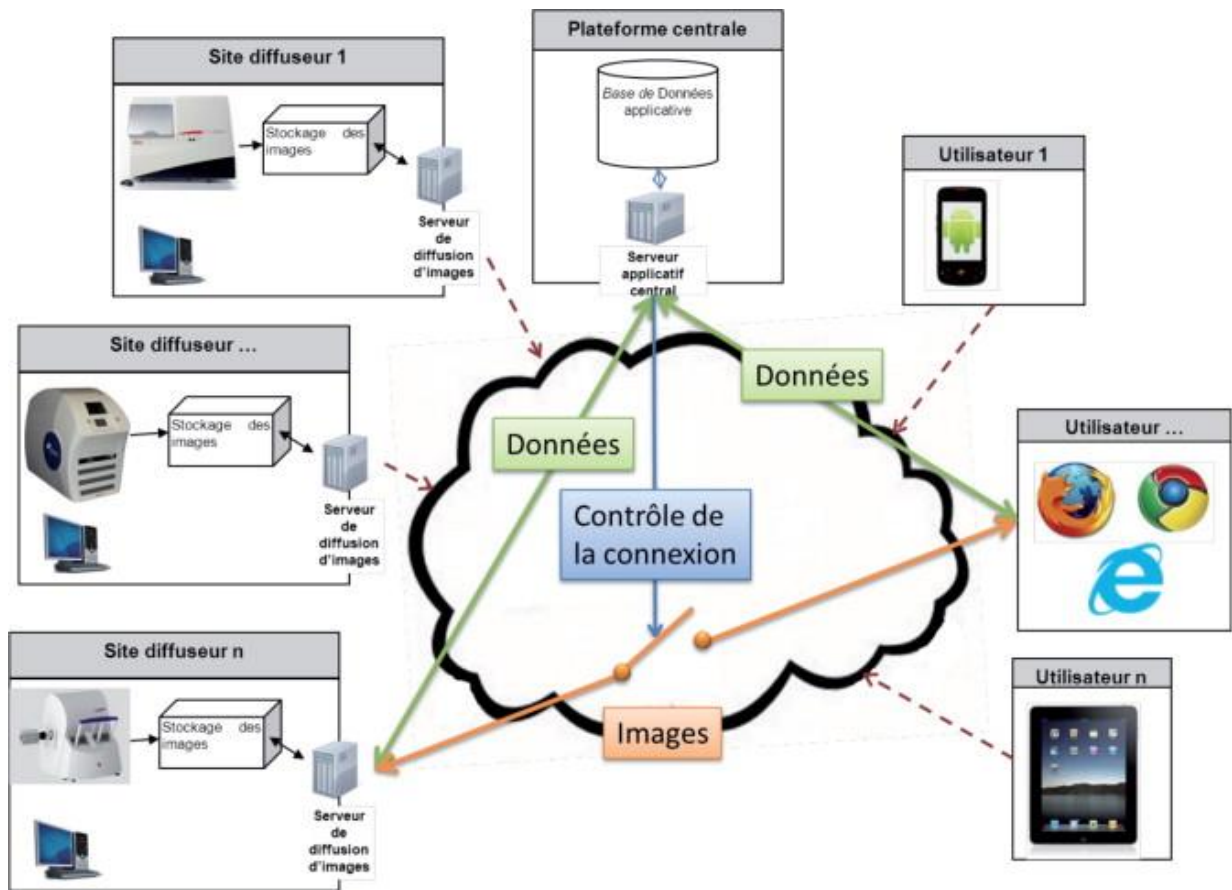 Plateforme centrale
Base de Données
applicative
Serveur
applicatif
central
Site diffuseur 1
Stockage des
images
Serveur
de
diffusion
d'images
Utilisateur 1
Site diffuseur ...
Stockage des
images
Serveur
de
diffusion
d'images
Données
Données
Contrôle de
la connexion
Images
Utilisateur ...
Site diffuseur n
Stockage des
images
Serveur
de
diffusion
d'images
Utilisateur n